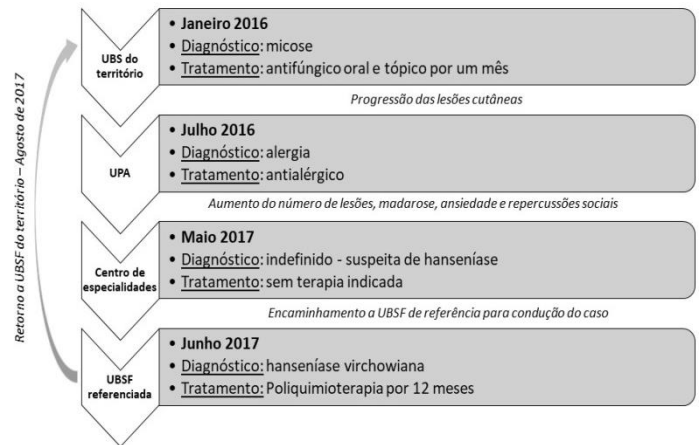 Retorno a UBSF do território – Agosto de 2017
UBS do
território
• Janeiro 2016
• Diagnóstico: micose
• Tratamento: antifúngico oral e tópico por um mês
Progressão das lesões cutâneas
UPA
• Julho 2016
• Diagnóstico: alergia
• Tratamento: antialérgico
Aumento do número de lesões, madarose, ansiedade e repercussões sociais
Centro de
especialidades
• Maio 2017
• Diagnóstico: indefinido - suspeita de hanseníase
• Tratamento: sem terapia indicada
Encaminhamento a UBSF de referência para condução do caso
UBSF
referenciada
• Junho 2017
• Diagnóstico: hanseníase virchowiana
• Tratamento: Poliquimioterapia por 12 meses